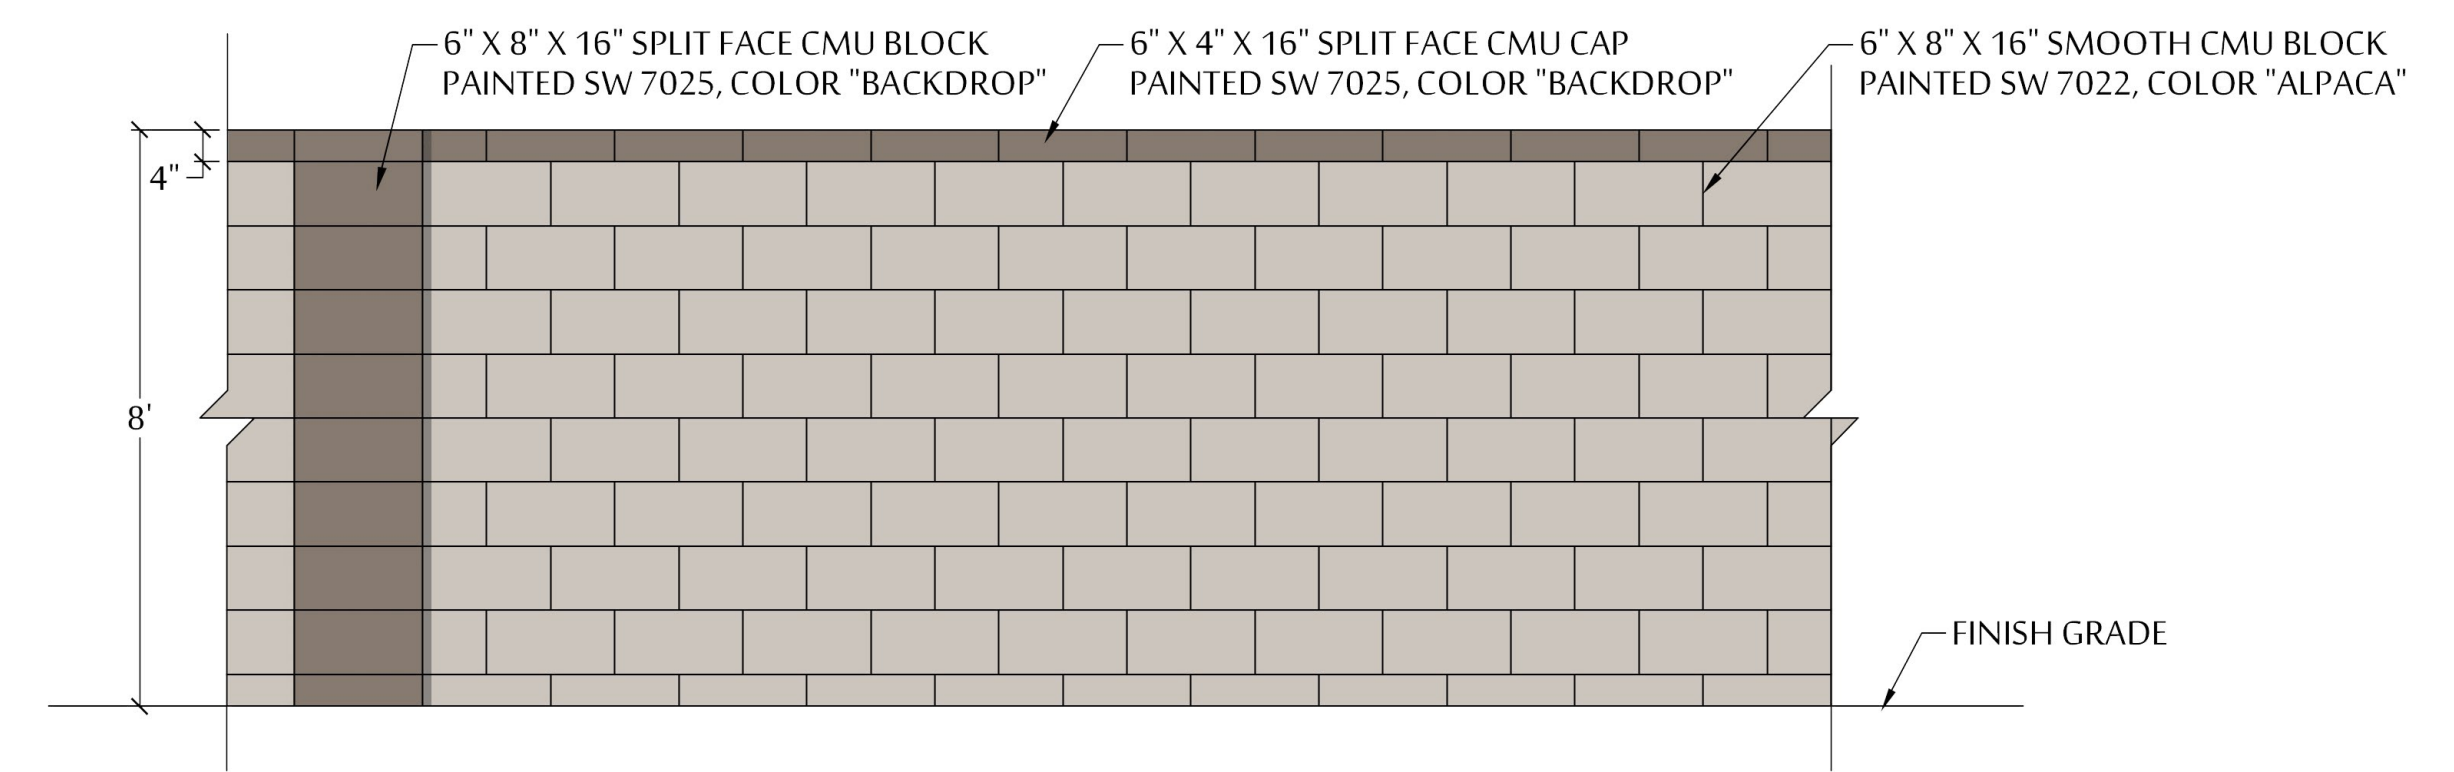 6" X 8" X 16" SPLIT FACE CMU BLOCK
PAINTED SW 7025, COLOR "BACKDROP"
6" X 4" X 16" SPLIT FACE CMU CAP
PAINTED SW 7025, COLOR "BACKDROP"
6" X 8" X 16" SMOOTH CMU BLOCK
PAINTED SW 7022, COLOR "ALPACA"
4"
8'
FINISH GRADE